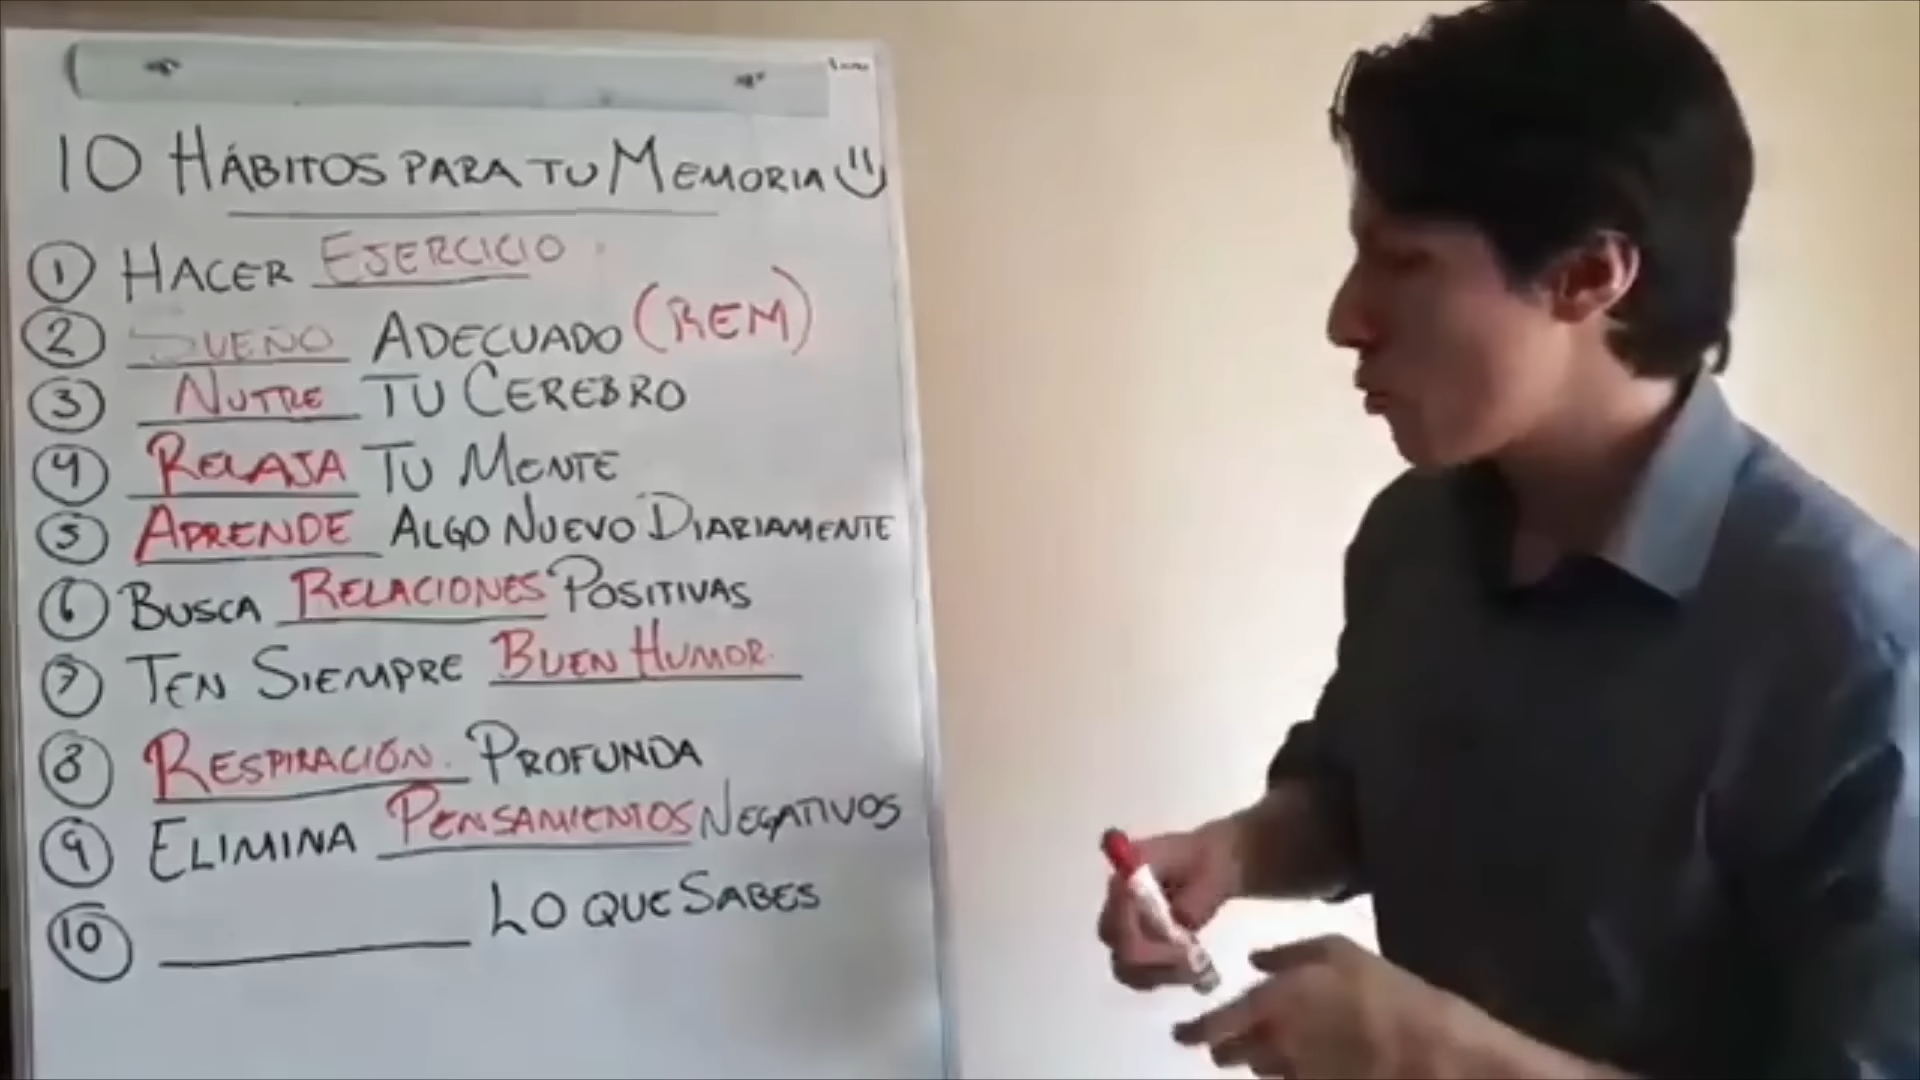 10 HÁBITOS PARA TU MEMORIA
1 HACER EJERCICIO
2 SUEÑO ADECUADO (REM)
3 NUTRE TU CEREBRO
4 RELAJA TU MENTE
5 APRENDE ALGO NUEVO DIARIAMENTE
6 BUSCA RELACIONES POSITIVAS
7 TEN SIEMPRE BUEN HUMOR.
8 RESPIRACIÓN. PROFUNDA
9 ELIMINA PENSAMIENTOS NEGATIVOS
10 LO QUE SABES